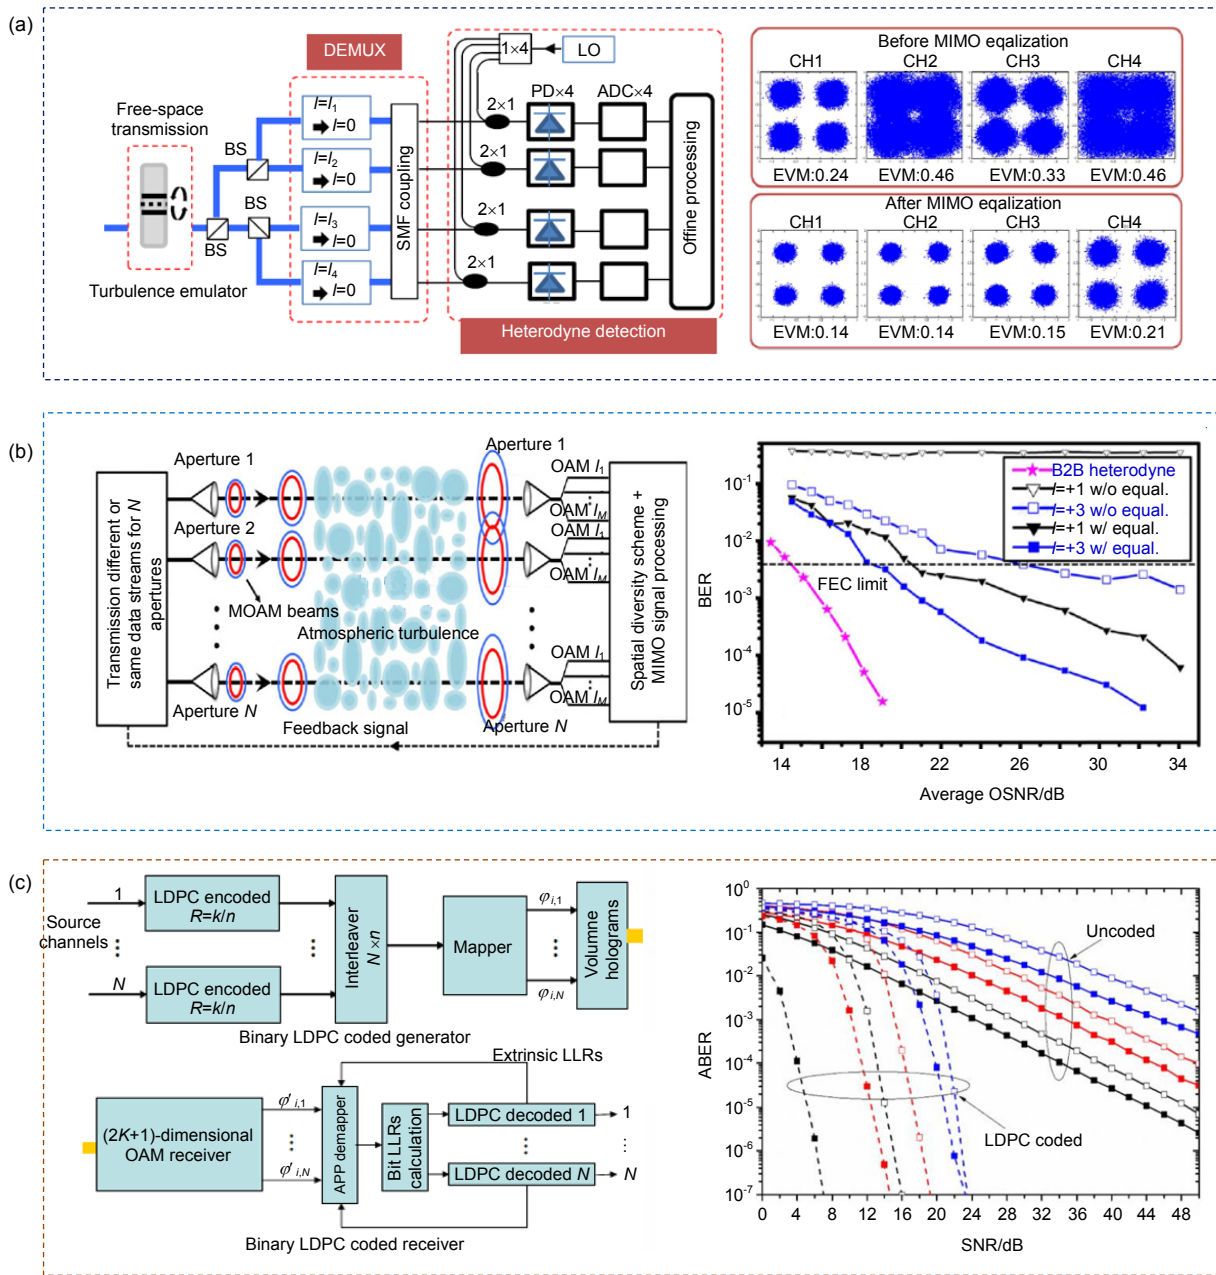 (a)
DEMUX
1×4
LO
Free-space
transmission
BS
BS
BS
Turbulence emulator
l=l1
l=0
l=l2
l=0
l=l3
l=0
l=l4
l=0
SMF coupling
2×1
2×1
2×1
2×1
PD×4
ADC×4
Offine processing
Heterodyne detection
Before MIMO eqalization
CH1 CH2 CH3 CH4
EVM:0.24 EVM:0.46 EVM:0.33 EVM:0.46
After MIMO eqalization
CH1 CH2 CH3 CH4
EVM:0.14 EVM:0.14 EVM:0.15 EVM:0.21
(b)
Transmission different or
same data streams for N
apertures
Aperture 1
Aperture 2
MOAM beams
Aperture N
Atmospheric turbulence
Feedback signal
Aperture 1
Aperture N
OAM l1
OAM lM
OAM l1
OAM lM
OAM l1
OAM lM
Spatial diversity scheme +
MIMO signal processing
B2B heterodyne
l=+1 w/o equal.
l=+3 w/o equal.
l=+1 w/ equal.
l=+3 w/ equal.
FEC limit
BER
10-1
10-2
10-3
10-4
10-5
14 18 22 26 30 34
Average OSNR/dB
(c)
Source
channels
1
N
LDPC encoded
R=k/n
LDPC encoded
R=k/n
Interleaver
N×n
Mapper
φi,1
φi,N
Volumne
holograms
Binary LDPC coded generator
Extrinsic LLRs
(2K+1)-dimensional
OAM receiver
φ'i,1
φ'i,N
APP demapper
Bit LLRs
calculation
LDPC decoded 1
LDPC decoded N
1
N
Binary LDPC coded receiver
Uncoded
LDPC coded
ABER
100
10-1
10-2
10-3
10-4
10-5
10-6
10-7
0 4 8 12 16 20 24 28 32 36 40 44 48
SNR/dB